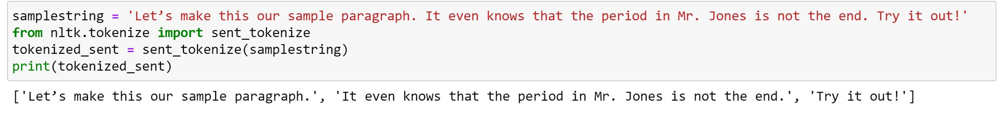 samplestring = 'Let’s make this our sample paragraph. It even knows that the period in Mr. Jones is not the end. Try it out!'
from nltk.tokenize import sent_tokenize
tokenized_sent = sent_tokenize(samplestring)
print(tokenized_sent)
['Let’s make this our sample paragraph.', 'It even knows that the period in Mr. Jones is not the end.', 'Try it out!']